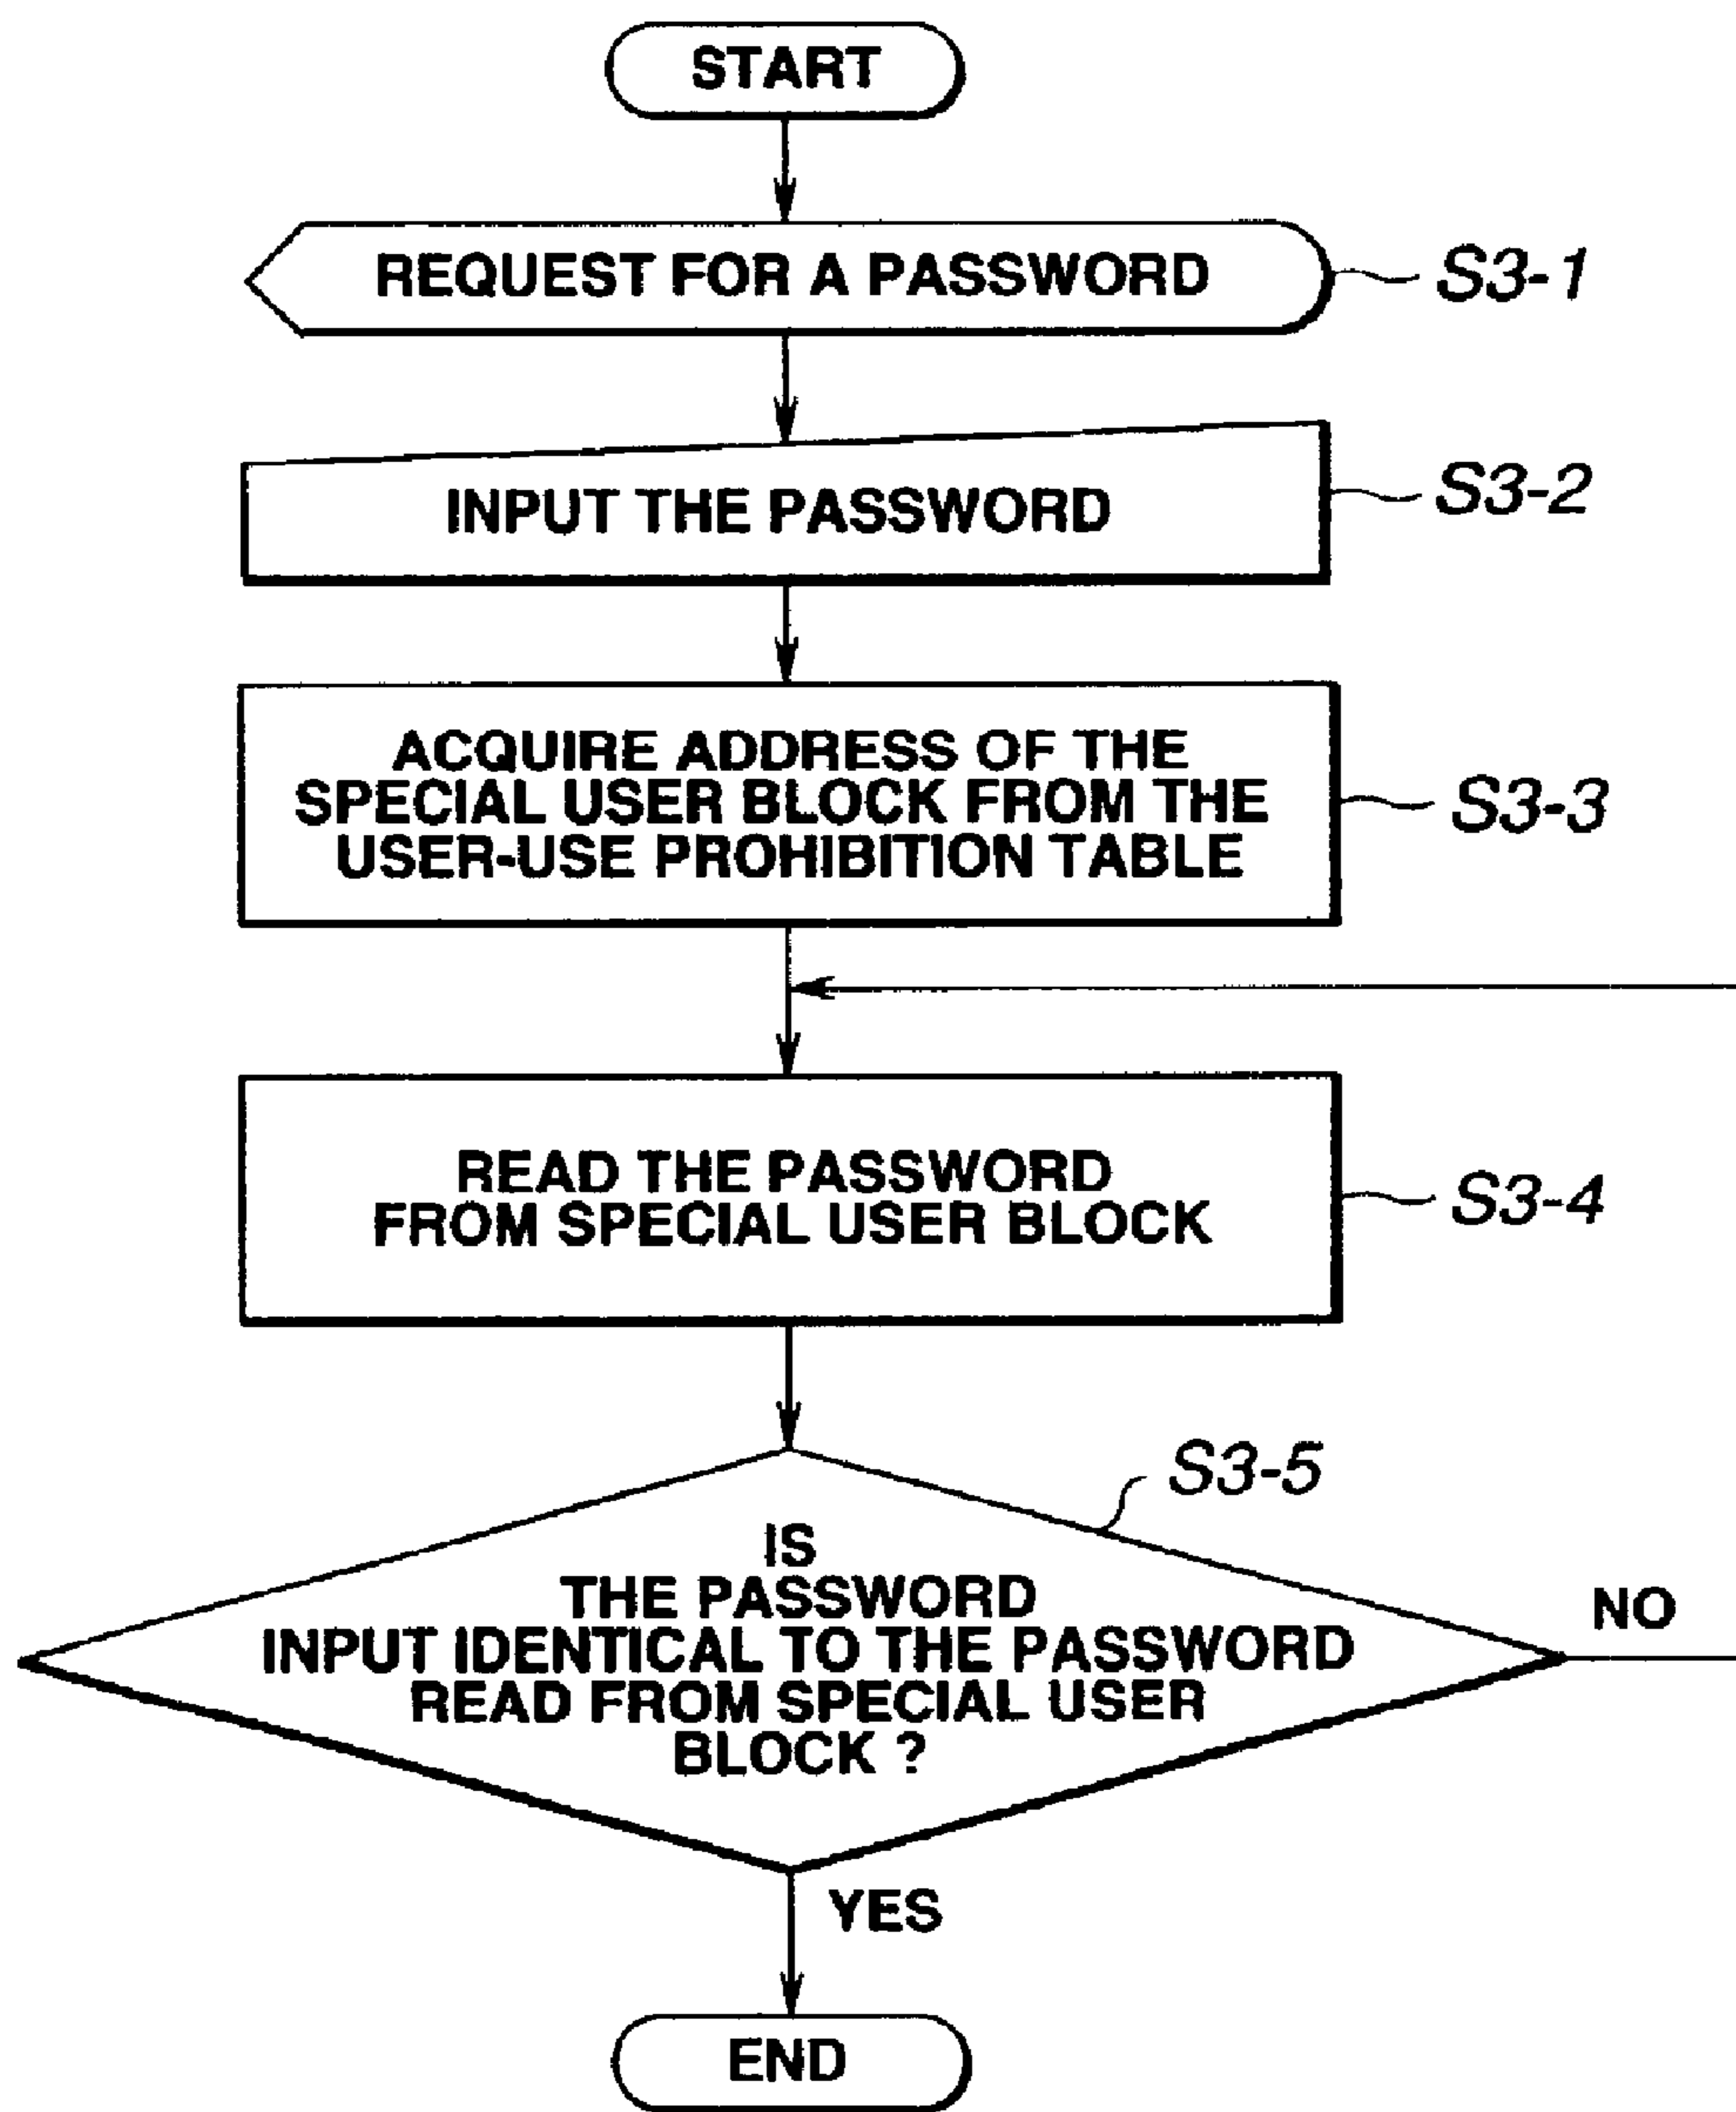 START
REQUEST FOR A PASSWORD
S3-1
INPUT THE PASSWORD
S3-2
ACQUIRE ADDRESS OF THE
SPECIAL USER BLOCK FROM THE
USER-USE PROHIBITION TABLE
S3-3
READ THE PASSWORD
FROM SPECIAL USER BLOCK
S3-4
S3-5
IS
THE PASSWORD
INPUT IDENTICAL TO THE PASSWORD
READ FROM SPECIAL USER
BLOCK ?
NO
YES
END